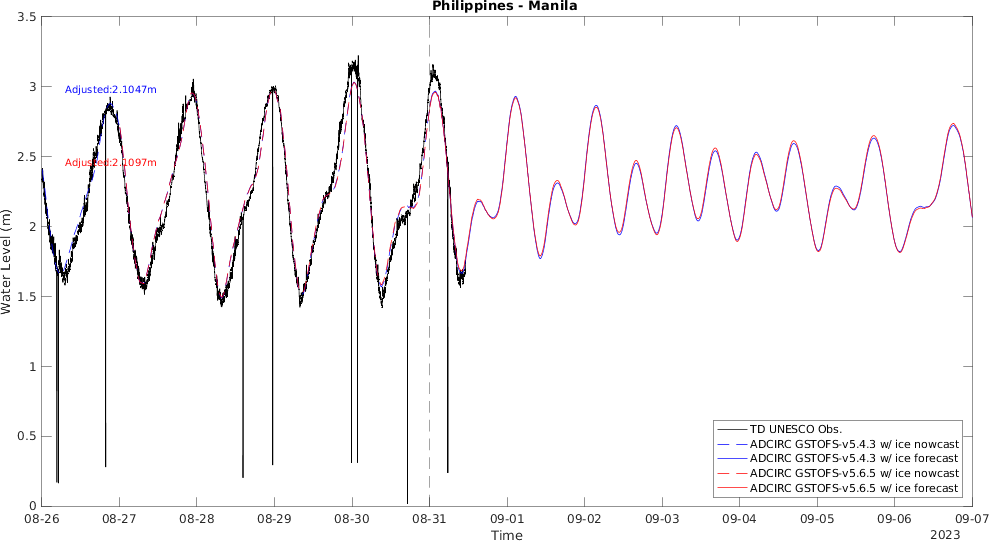 Philippines - Manila
3.5
3
2.5
2
1.5
1
0.5
0
Water Level (m)
Adjusted:2.1047m
Adjusted:2.1097m
TD UNESCO Obs.
ADCIRC GSTOFS-v5.4.3 w/ ice nowcast
ADCIRC GSTOFS-v5.4.3 w/ ice forecast
ADCIRC GSTOFS-v5.6.5 w/ ice nowcast
ADCIRC GSTOFS-v5.6.5 w/ ice forecast
08-26 08-27 08-28 08-29 08-30 08-31 09-01 09-02 09-03 09-04 09-05 09-06 09-07
Time
2023